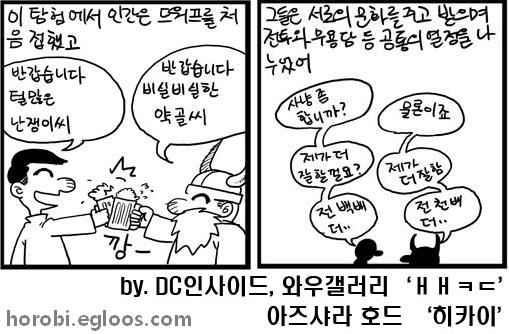 이 탐험에서 인간은 드워프를 처
음 접했고
반갑습니다
털많은
난쟁이씨
반갑습니다
비실비실한
약골씨
깡-
그들은 서로의 문화를 주고 받으며
전투와 무용담 등 공통의 열정을 나
누었어
사냥좀
합니까?
물론이죠
제가 더
잘할껄요?
제가
더잘함
전 백배
더..
전 천배
더..
by. DC인사이드, 와우갤러리 'ㅐㅐㅋㄷ'
아즈샤라 호드 '히카이'
horobi.egloos.com